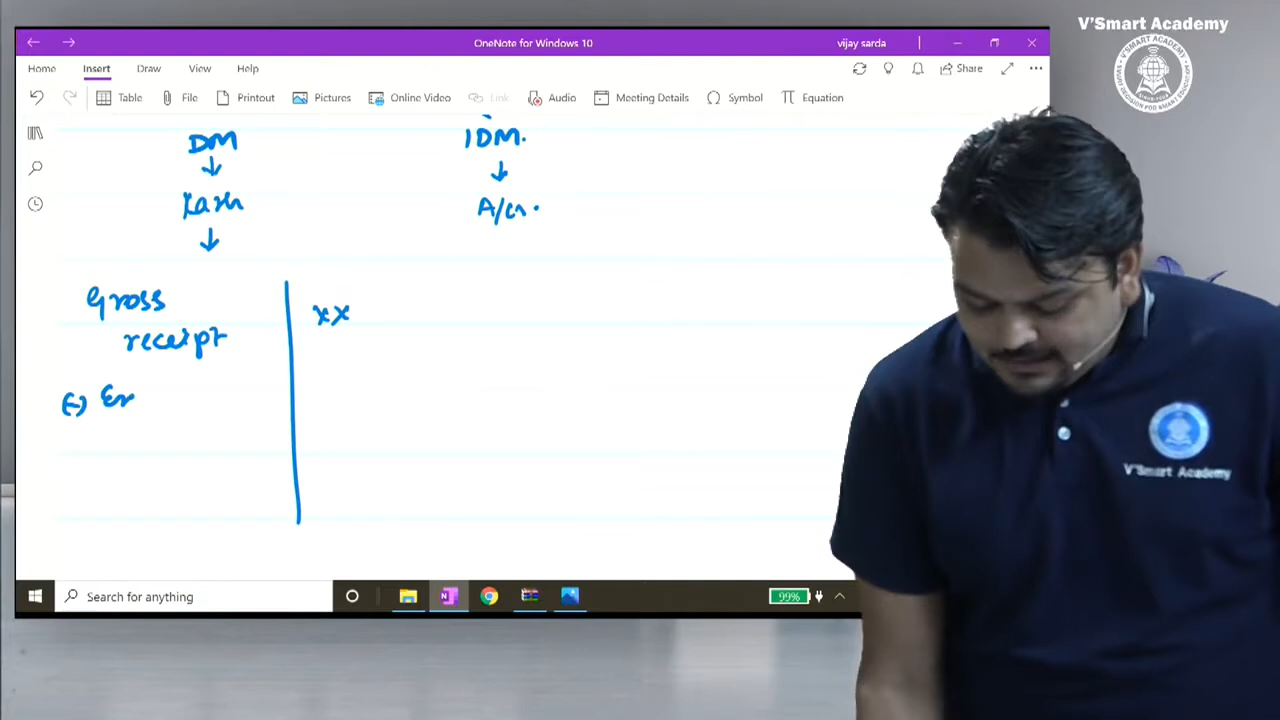 V'Smart Academy
OneNote for Windows 10
vijay sarda
Home Insert Draw View Help
Share
Table File Printout Pictures Online Video Link Audio Meeting Details Symbol Equation
DM
IDM.
Cash
Gross
receipt
xx
(-)
Search for anything
99%
V'Smart Academy